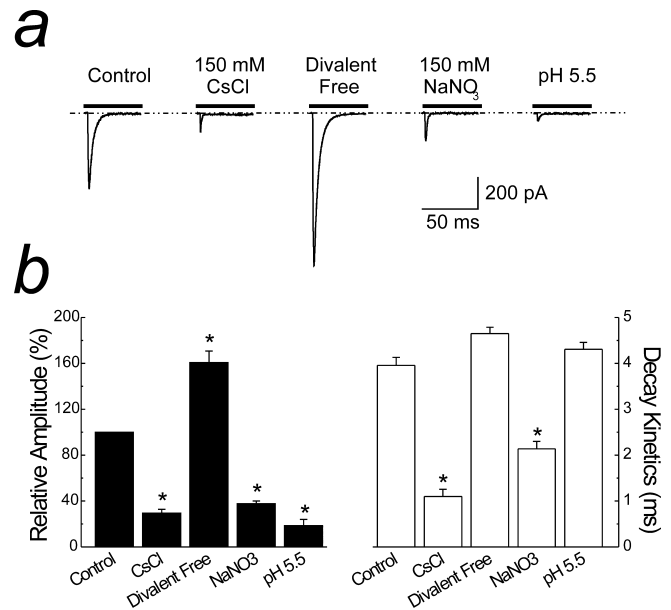 a
Control
150 mM
CsCl
Divalent
Free
150 mM
NaNO3
pH 5.5
200 pA
50 ms
b
Relative Amplitude (%)
200
160
120
80
40
0
*
*
*
*
Control
CsCl
Divalent Free
NaNO3
pH 5.5
*
*
Control
CsCl
Divalent Free
NaNO3
pH 5.5
5
4
3
2
1
0
Decay Kinetics (ms)